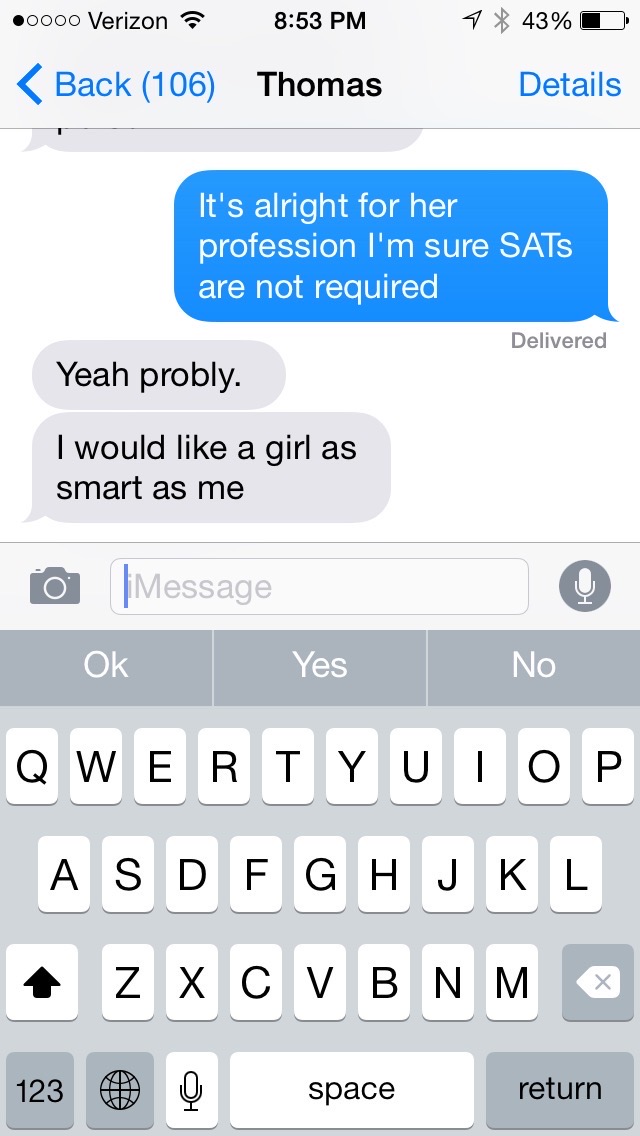 Verizon 8:53 PM 43%
Back (106) Thomas Details
It's alright for her
profession I'm sure SATs
are not required
Delivered
Yeah probly.
I would like a girl as
smart as me
iMessage
Ok Yes No
Q W E R T Y U I O P
A S D F G H J K L
Z X C V B N M
123 space return